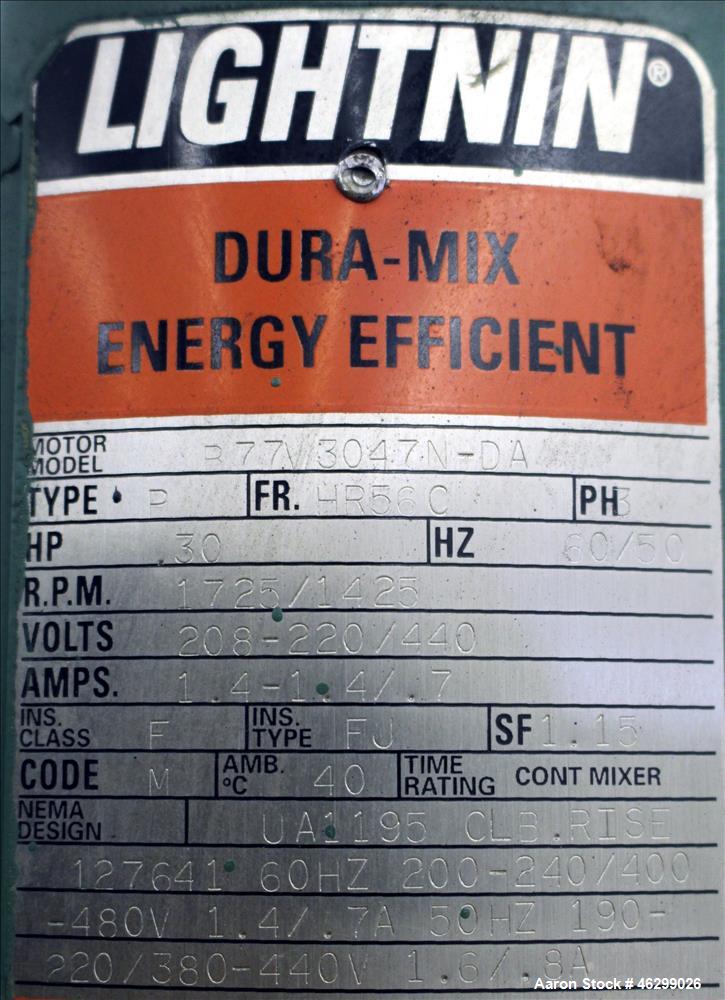 LIGHTNIN®
DURA-MIX
ENERGY EFFICIENT
MOTOR MODEL B77V3047N-DA
TYPE P FR. HR56C PH 3
HP .30 HZ 60/50
R.P.M. 1725/1425
VOLTS 208-220/440
AMPS. 1.4-1.4/.7
INS. CLASS F INS. TYPE FJ SF 1.15
CODE M AMB. °C 40 TIME RATING CONT MIXER
NEMA DESIGN UA1195 CLB.RISE
127641 60HZ 200-240/400
-480V 1.4/.7A 50HZ 190-
220/380-440V 1.6/.8A
Aaron Stock # 46299026